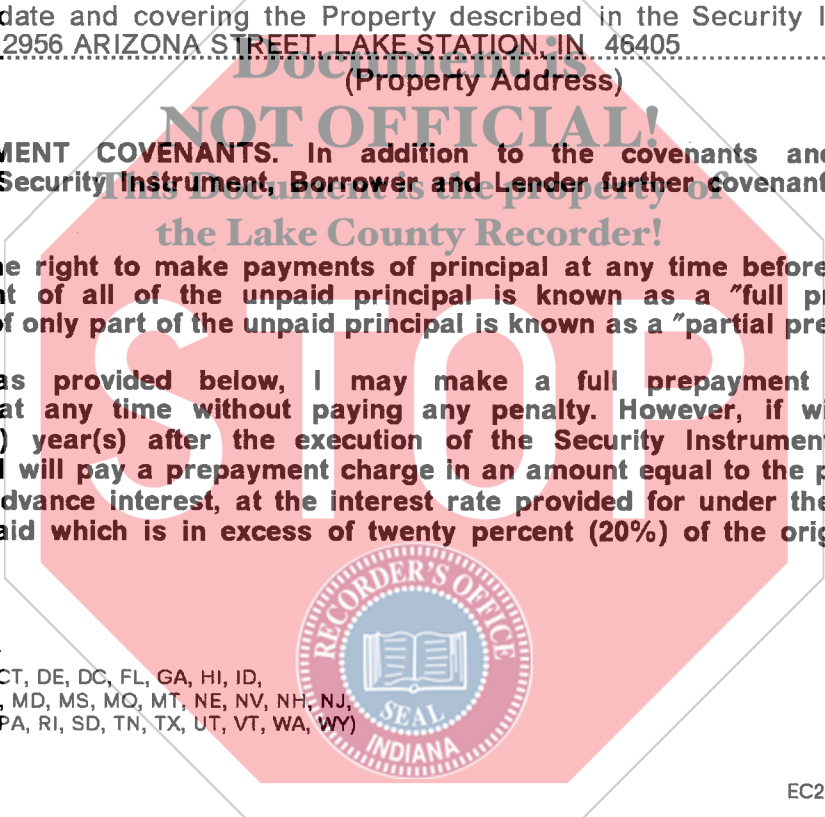 date and covering the Property described in the Security I
2956 ARIZONA STREET, LAKE STATION, IN 46405
Document is
(Property Address)
NOT OFFICIAL!
MENT COVENANTS. In addition to the covenants and
Security Instrument, Borrower and Lender further covenant
This Document is the property of
the Lake County Recorder!
e right to make payments of principal at any time before
t of all of the unpaid principal is known as a "full pr
f only part of the unpaid principal is known as a "partial pre
STOP
as provided below, I may make a full prepayment
at any time without paying any penalty. However, if wi
) year(s) after the execution of the Security Instrument
I will pay a prepayment charge in an amount equal to the p
dvance interest, at the interest rate provided for under the
aid which is in excess of twenty percent (20%) of the orig
RECORDER'S OFFICE
SEAL
INDIANA
CT, DE, DC, FL, GA, HI, ID,
, MD, MS, MO, MT, NE, NV, NH, NJ,
PA, RI, SD, TN, TX, UT, VT, WA, WY)
EC2